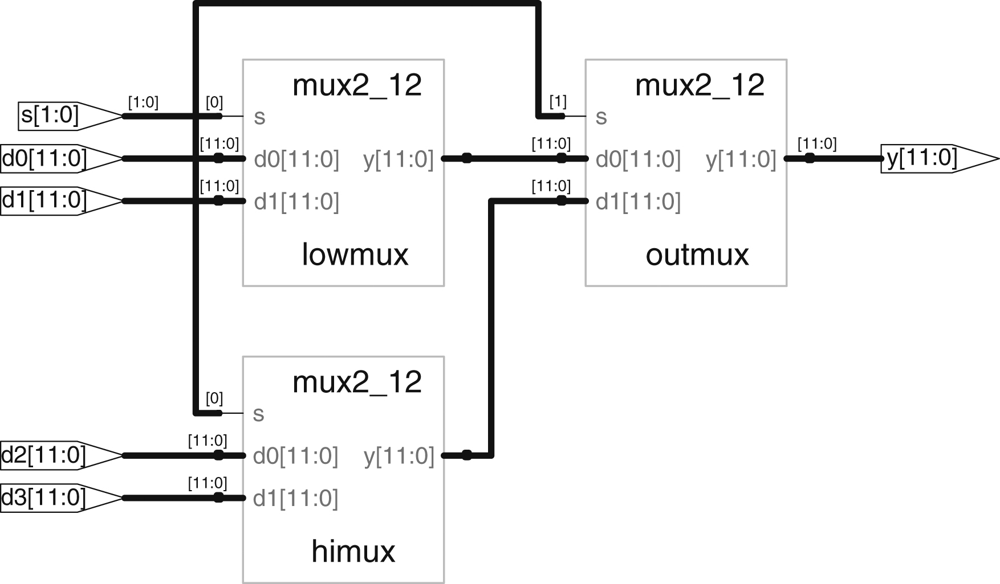 s[1:0]
[1:0]
[0]
d0[11:0]
[11:0]
d1[11:0]
[11:0]
mux2_12
s
d0[11:0]
y[11:0]
d1[11:0]
lowmux
[1]
[11:0]
[11:0]
mux2_12
s
d0[11:0]
y[11:0]
d1[11:0]
outmux
[11:0]
y[11:0]
[0]
d2[11:0]
[11:0]
d3[11:0]
[11:0]
mux2_12
s
d0[11:0]
y[11:0]
d1[11:0]
himux